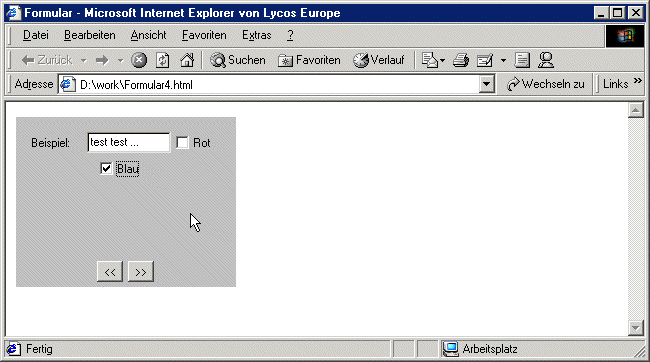 Formular - Microsoft Internet Explorer von Lycos Europe
Datei Bearbeiten Ansicht Favoriten Extras ?
Zurück Suchen Favoriten Verlauf
Adresse D:\work\Formular4.html Wechseln zu Links »
Beispiel: test test ... Rot
Blau
<< >>
Fertig Arbeitsplatz